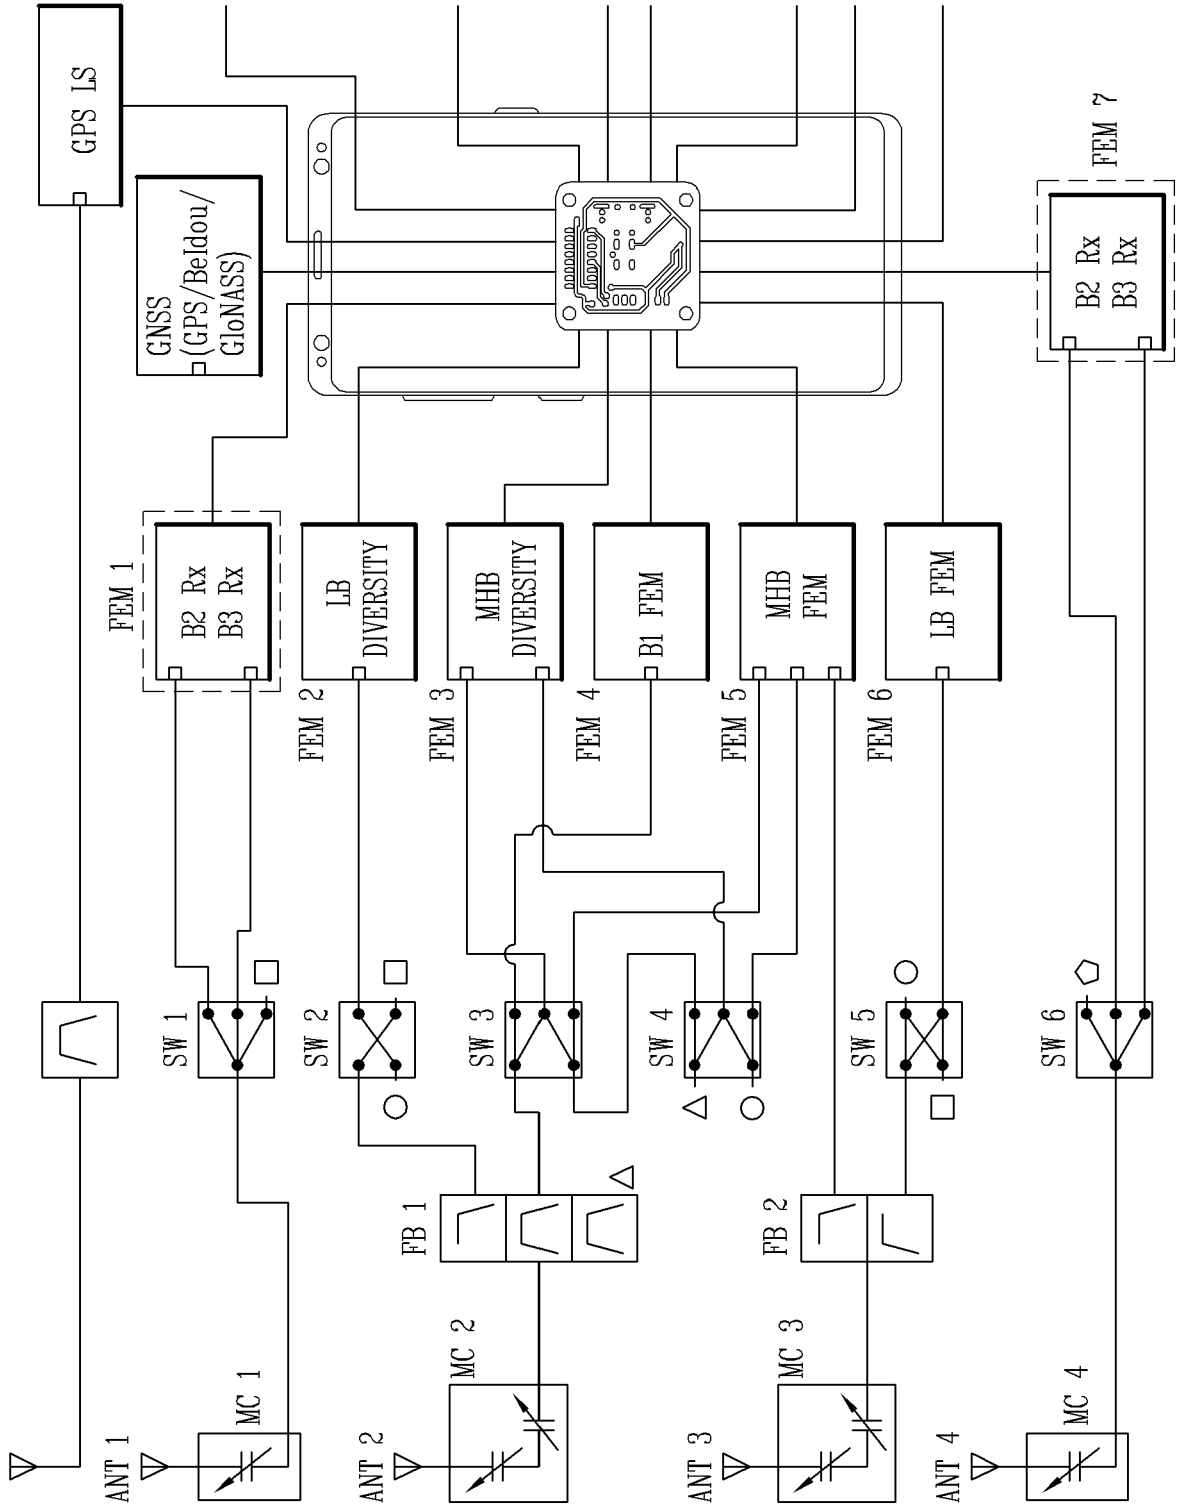 GPS LS
GNSS
(GPS/BeIdou/
GloNASS)
FEM 7
B2 Rx
B3 Rx
FEM 1
B2 Rx
B3 Rx
FEM 2
LB
DIVERSITY
FEM 3
MHB
DIVERSITY
FEM 4
B1 FEM
FEM 5
MHB
FEM
FEM 6
LB FEM
SW 1
SW 2
SW 3
SW 4
SW 5
SW 6
FB 1
FB 2
MC 1
MC 2
MC 3
MC 4
ANT 1
ANT 2
ANT 3
ANT 4